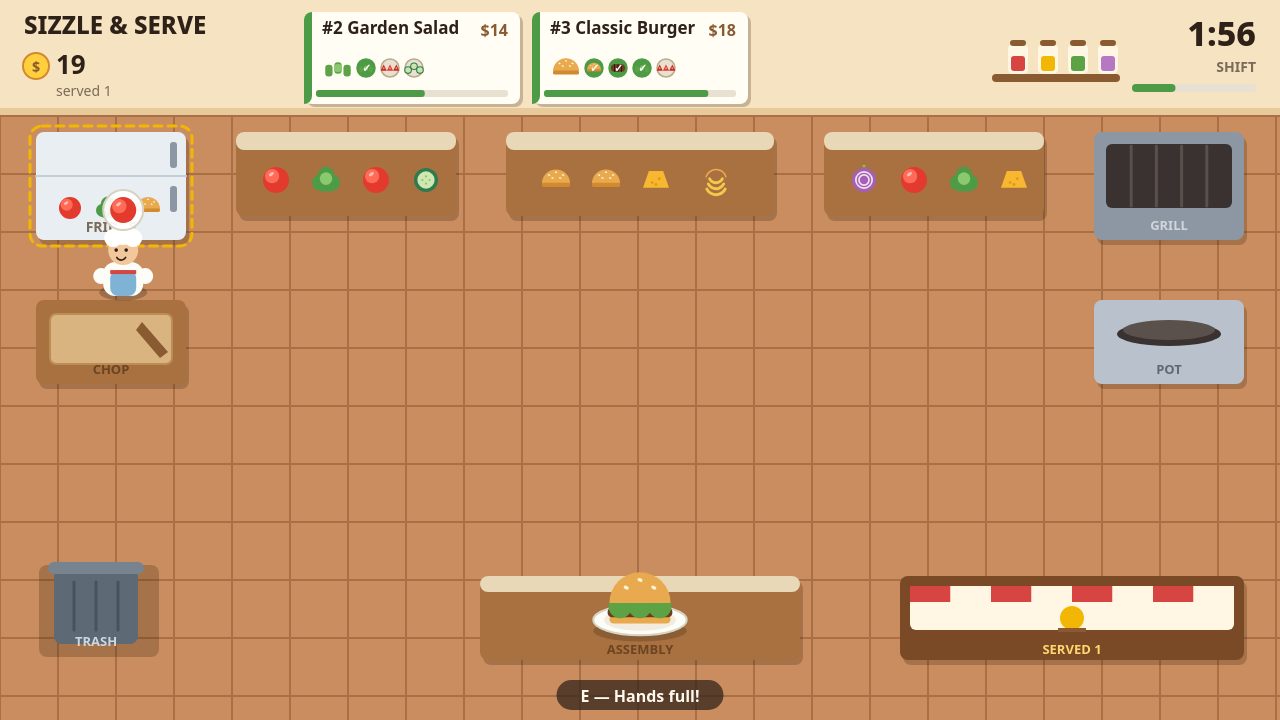 SIZZLE & SERVE
$ 19
served 1
#2 Garden Salad $14
#3 Classic Burger $18
1:56
SHIFT
GRILL
CHOP
POT
TRASH
ASSEMBLY
SERVED 1
E — Hands full!